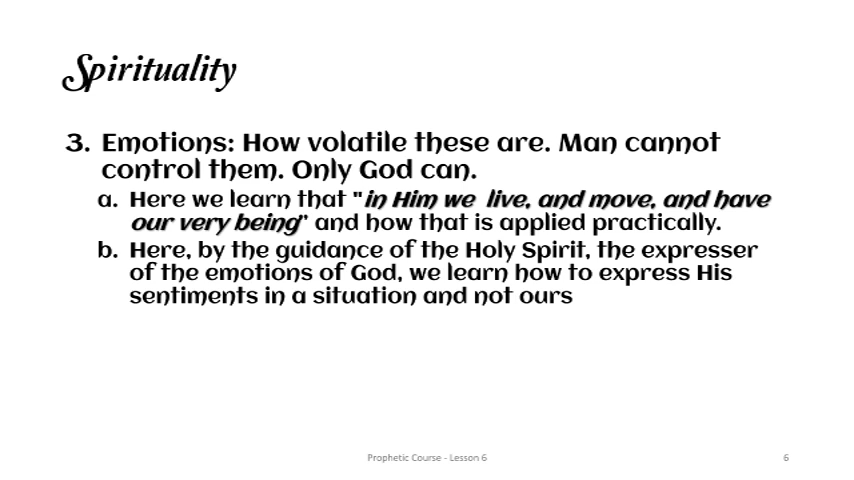 Spirituality
3. Emotions: How volatile these are. Man cannot
control them. Only God can.
a. Here we learn that "in Him we live, and move, and have
our very being" and how that is applied practically.
b. Here, by the guidance of the Holy Spirit, the expresser
of the emotions of God, we learn how to express His
sentiments in a situation and not ours
Prophetic Course - Lesson 6
6